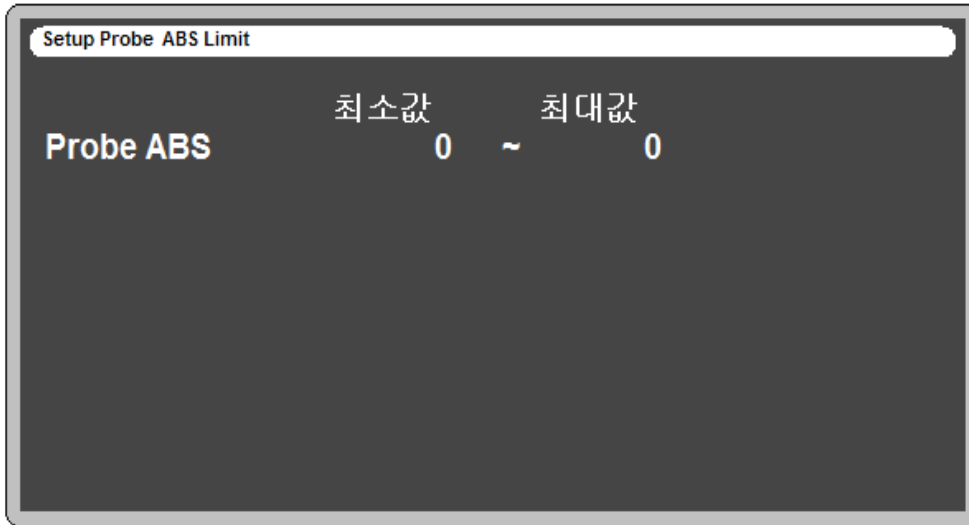 Setup Probe ABS Limit
최소값 최대값
Probe ABS 0 ~ 0